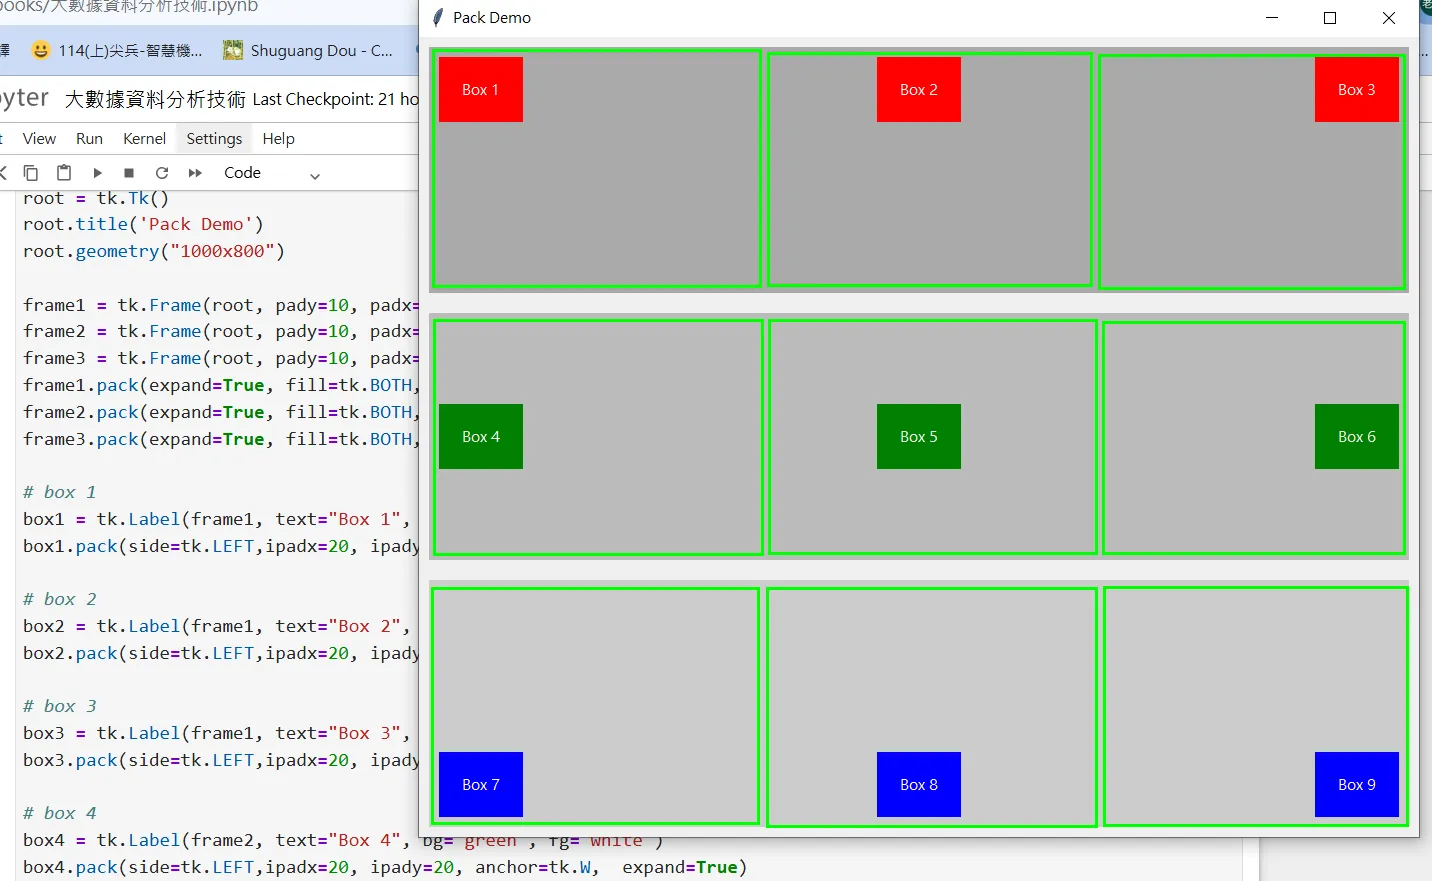 ooks/大數據資料分析技術.ipynb
Pack Demo
譯
114(上)尖兵-智慧機...
Shuguang Dou - C...
yter 大數據資料分析技術 Last Checkpoint: 21 ho
t View Run Kernel Settings Help
Code
root = tk.Tk()
root.title('Pack Demo')
root.geometry("1000x800")
frame1 = tk.Frame(root, pady=10, padx=
frame2 = tk.Frame(root, pady=10, padx=
frame3 = tk.Frame(root, pady=10, padx=
frame1.pack(expand=True, fill=tk.BOTH,
frame2.pack(expand=True, fill=tk.BOTH,
frame3.pack(expand=True, fill=tk.BOTH,
# box 1
box1 = tk.Label(frame1, text="Box 1",
box1.pack(side=tk.LEFT,ipadx=20, ipady
# box 2
box2 = tk.Label(frame1, text="Box 2",
box2.pack(side=tk.LEFT,ipadx=20, ipady
# box 3
box3 = tk.Label(frame1, text="Box 3",
box3.pack(side=tk.LEFT,ipadx=20, ipady
# box 4
box4 = tk.Label(frame2, text="Box 4", bg="green", fg="white")
box4.pack(side=tk.LEFT,ipadx=20, ipady=20, anchor=tk.W,  expand=True)
Box 1
Box 2
Box 3
Box 4
Box 5
Box 6
Box 7
Box 8
Box 9